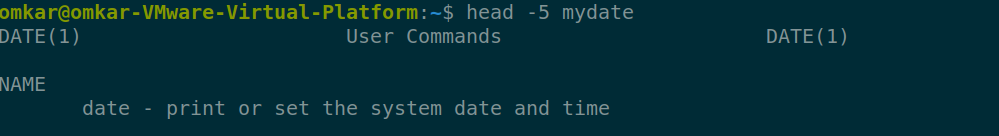 omkar@omkar-VMware-Virtual-Platform:~$ head -5 mydate
DATE(1) User Commands DATE(1)
NAME
date - print or set the system date and time